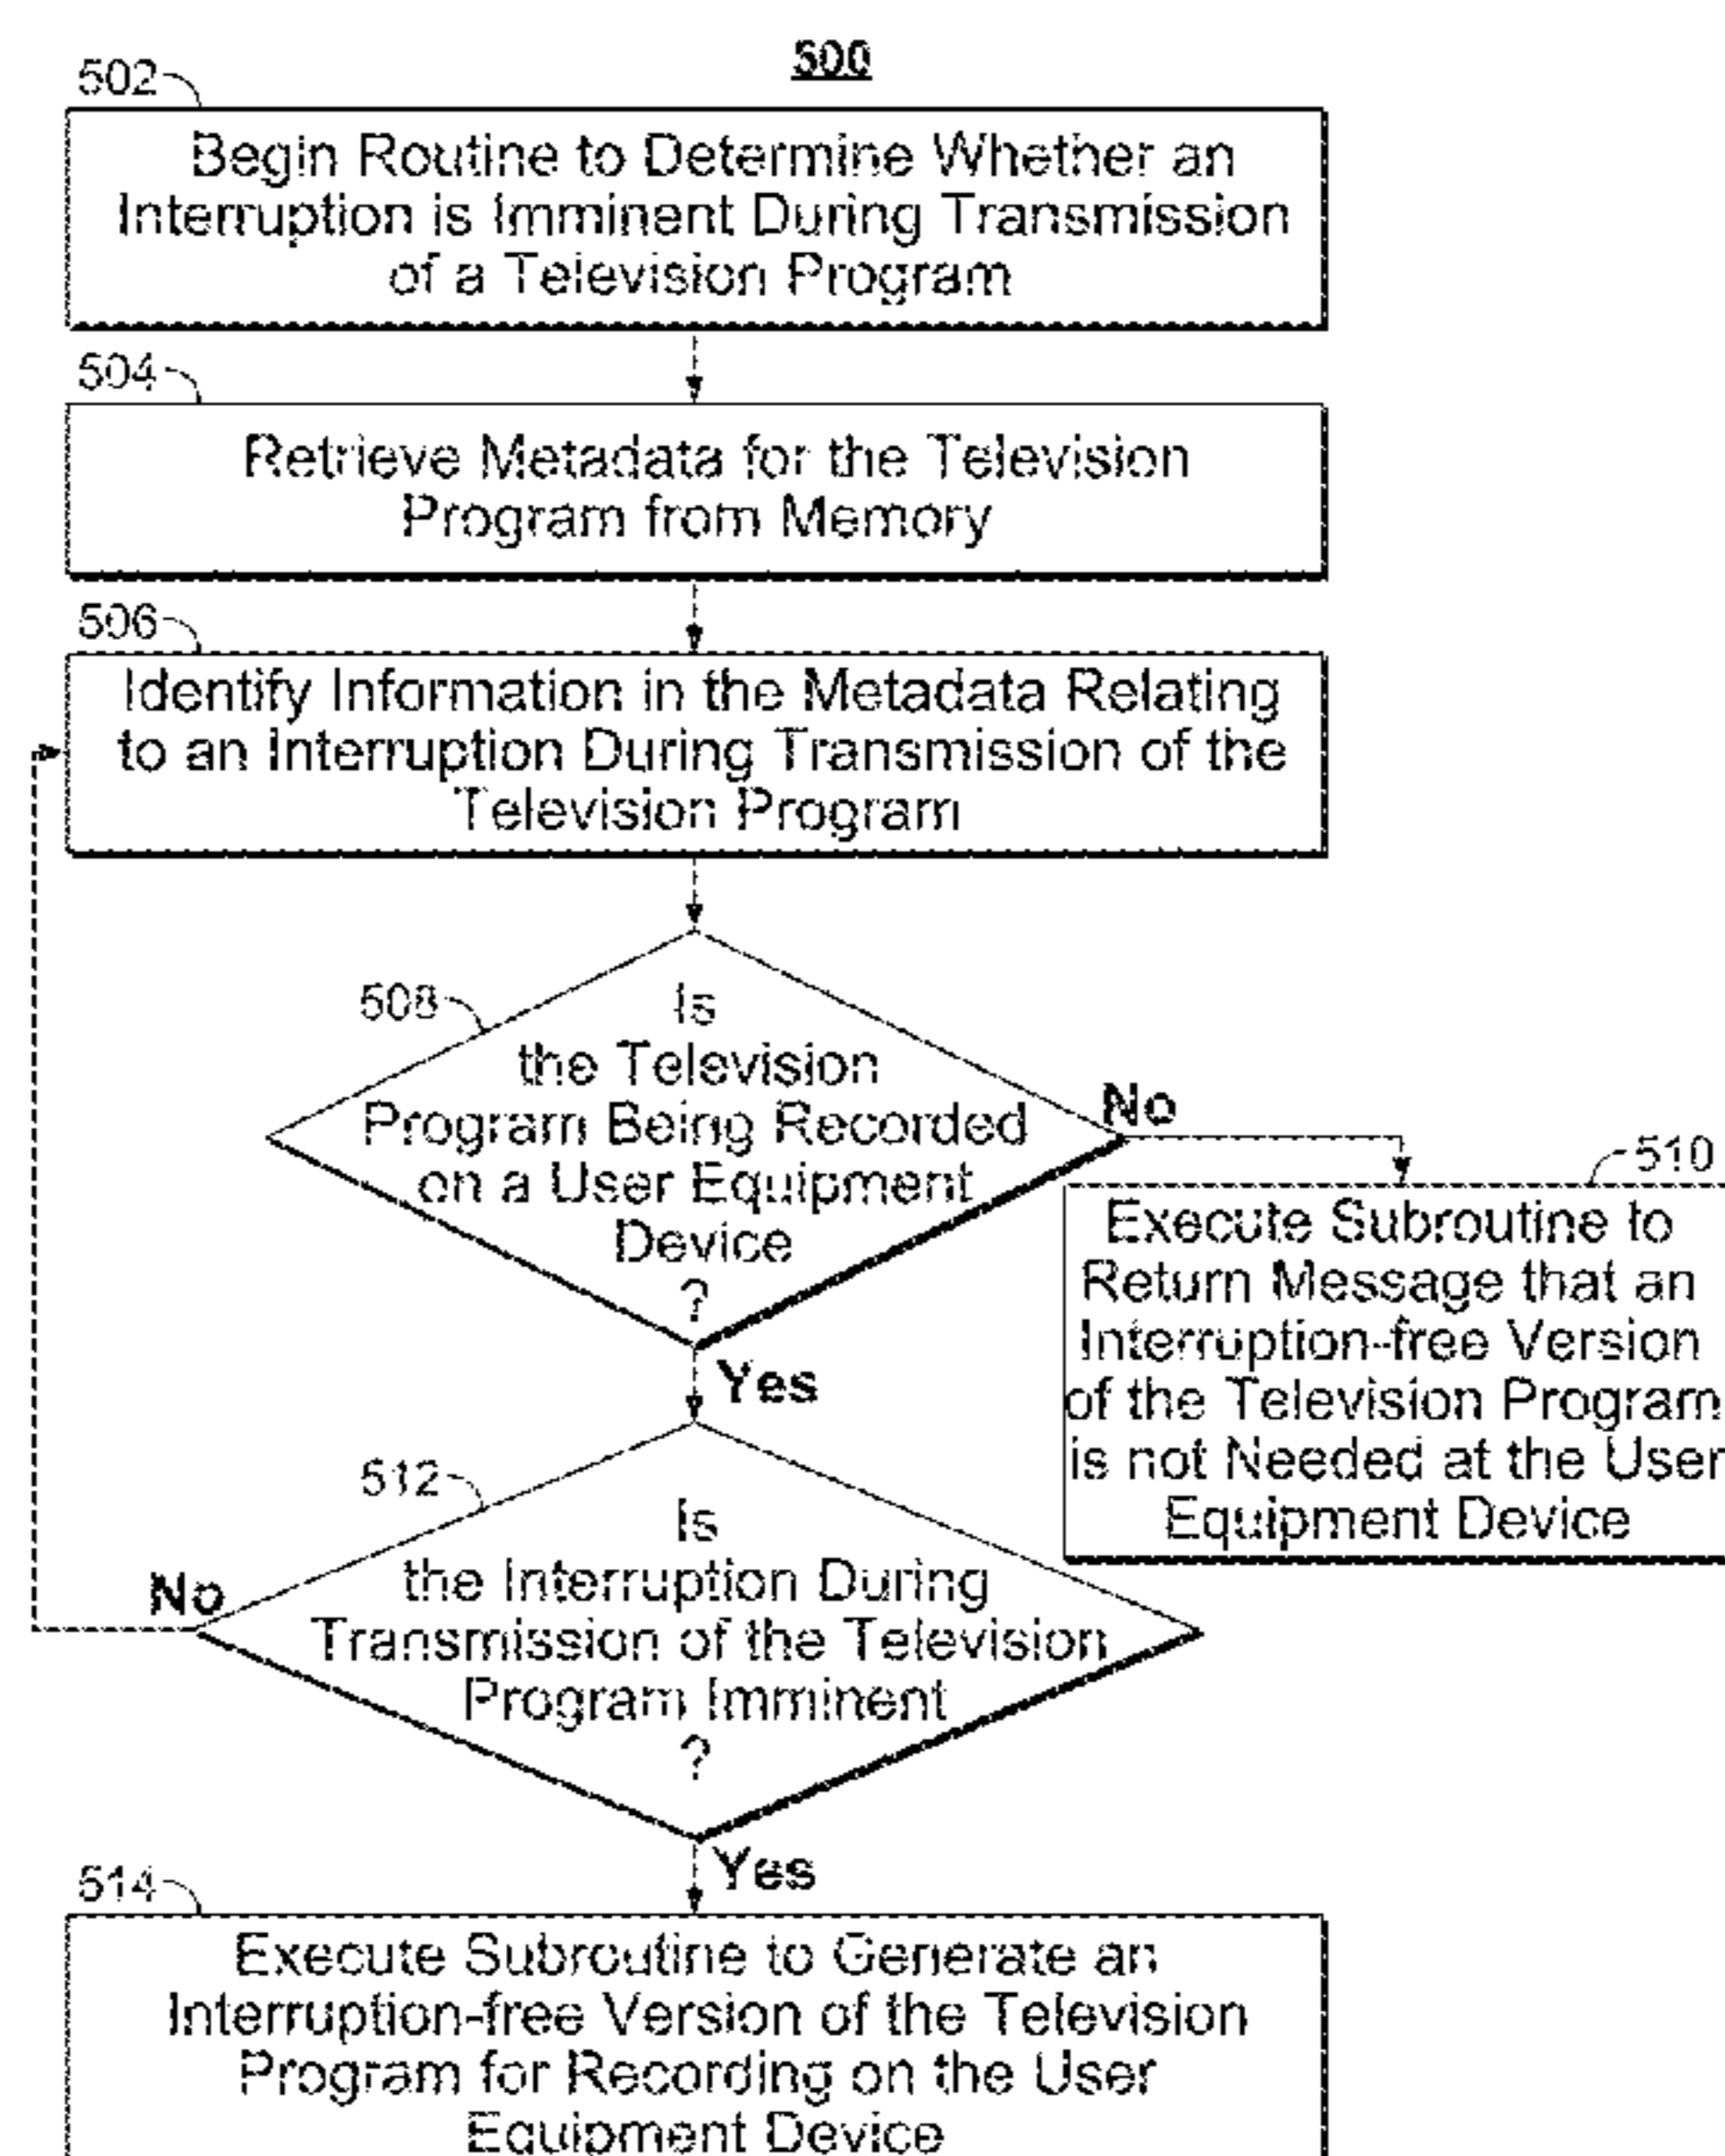 500
502
Begin Routine to Determine Whether an
Interruption is Imminent During Transmission
of a Television Program
504
Retrieve Metadata for the Television
Program from Memory
506
Identify Information in the Metadata Relating
to an Interruption During Transmission of the
Television Program
508
Is
the Television
Program Being Recorded
on a User Equipment
Device
?
No
Yes
510
Execute Subroutine to
Return Message that an
Interruption-free Version
of the Television Program
is not Needed at the User
Equipment Device
512
Is
the Interruption During
Transmission of the Television
Program Imminent
?
No
Yes
514
Execute Subroutine to Generate an
Interruption-free Version of the Television
Program for Recording on the User
Equipment Device